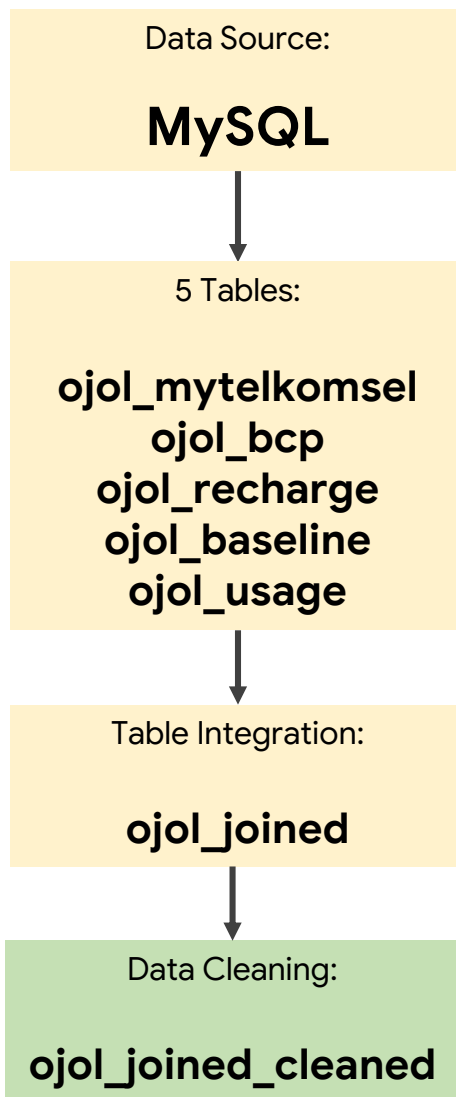 Data Source:
MySQL
5 Tables:
ojol_mytelkomsel
ojol_bcp
ojol_recharge
ojol_baseline
ojol_usage
Table Integration:
ojol_joined
Data Cleaning:
ojol_joined_cleaned